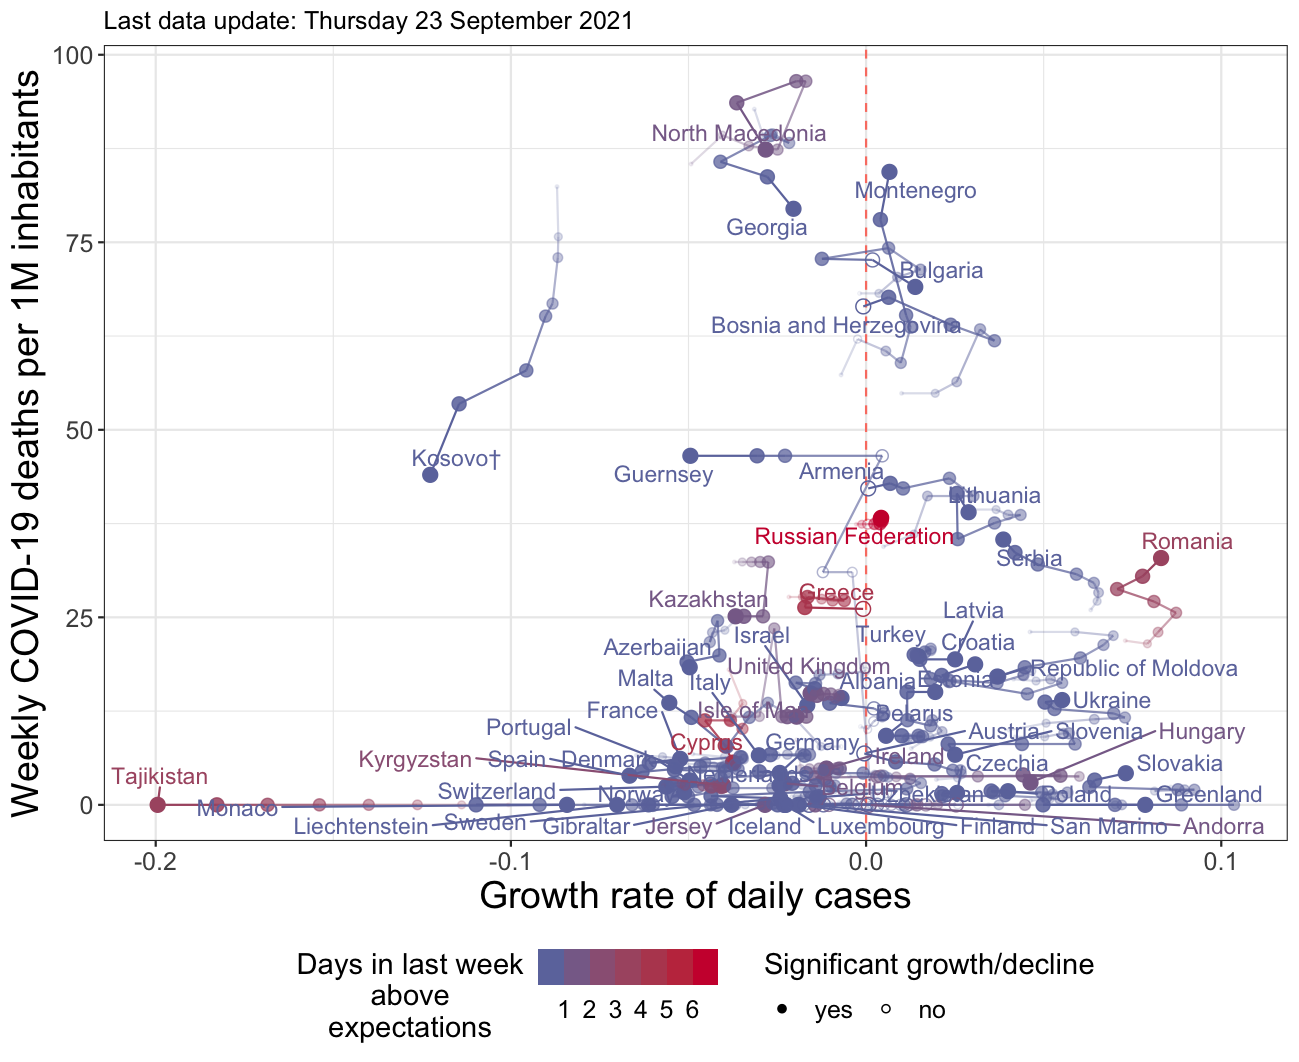 Last data update: Thursday 23 September 2021
Weekly COVID-19 deaths per 1M inhabitants
100
75
50
25
0
North Macedonia
Montenegro
Georgia
Bulgaria
Bosnia and Herzegovina
Kosovo†
Guernsey
Armenia
Lithuania
Russian Federation
Romania
Serbia
Greece
Kazakhstan
Latvia
Israel
Turkey
Azerbaijan
Croatia
United Kingdom
Republic of Moldova
Malta
Italy
Albania
Estonia
Ukraine
France
Isle of Man
Belarus
Portugal
Cyprus
Germany
Austria
Slovenia
Hungary
Kyrgyzstan
Spain
Denmark
Ireland
Czechia
Slovakia
Netherlands
Tajikistan
Switzerland
Norway
Belgium
Uzbekistan
Poland
Greenland
Monaco
Liechtenstein
Sweden
Gibraltar
Jersey
Iceland
Luxembourg
Finland
San Marino
Andorra
-0.2
-0.1
0.0
0.1
Growth rate of daily cases
Days in last week
above
expectations
1 2 3 4 5 6
Significant growth/decline
yes
no